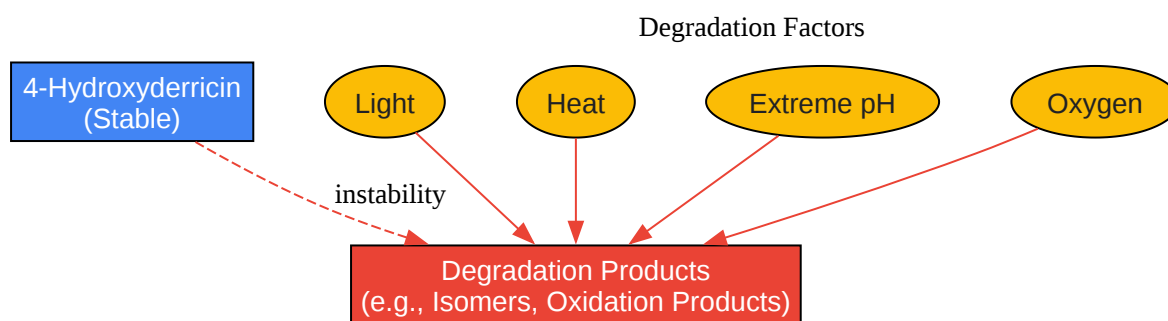 Degradation Factors
4-Hydroxyderricin
(Stable)
Light
Heat
Extreme pH
Oxygen
instability
Degradation Products
(e.g., Isomers, Oxidation Products)